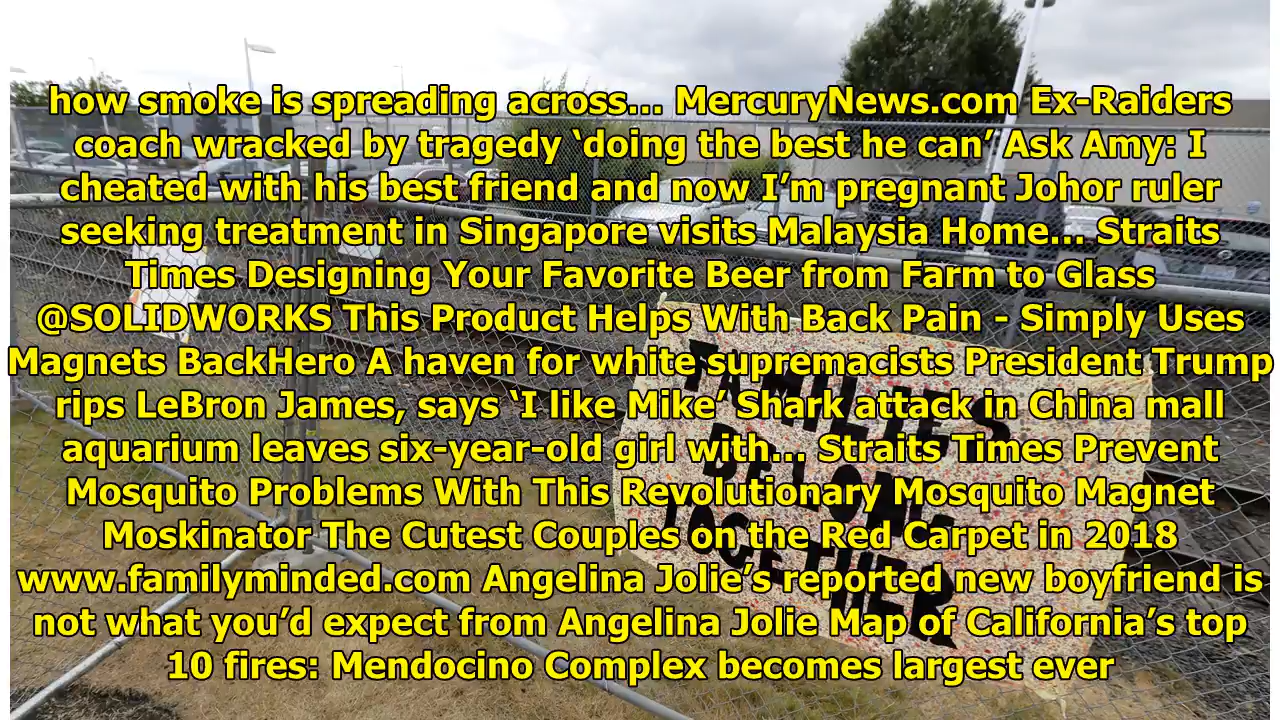 how smoke is spreading across... MercuryNews.com Ex-Raiders
coach wracked by tragedy ‘doing the best he can’ Ask Amy: I
cheated with his best friend and now I’m pregnant Johor ruler
seeking treatment in Singapore visits Malaysia Home... Straits
Times Designing Your Favorite Beer from Farm to Glass
@SOLIDWORKS This Product Helps With Back Pain - Simply Uses
Magnets BackHero A haven for white supremacists President Trump
rips LeBron James, says ‘I like Mike’ Shark attack in China mall
aquarium leaves six-year-old girl with... Straits Times Prevent
Mosquito Problems With This Revolutionary Mosquito Magnet
Moskinator The Cutest Couples on the Red Carpet in 2018
www.familyminded.com Angelina Jolie’s reported new boyfriend is
not what you’d expect from Angelina Jolie Map of California’s top
10 fires: Mendocino Complex becomes largest ever
FAMILIES
BELONG
TOGETHER